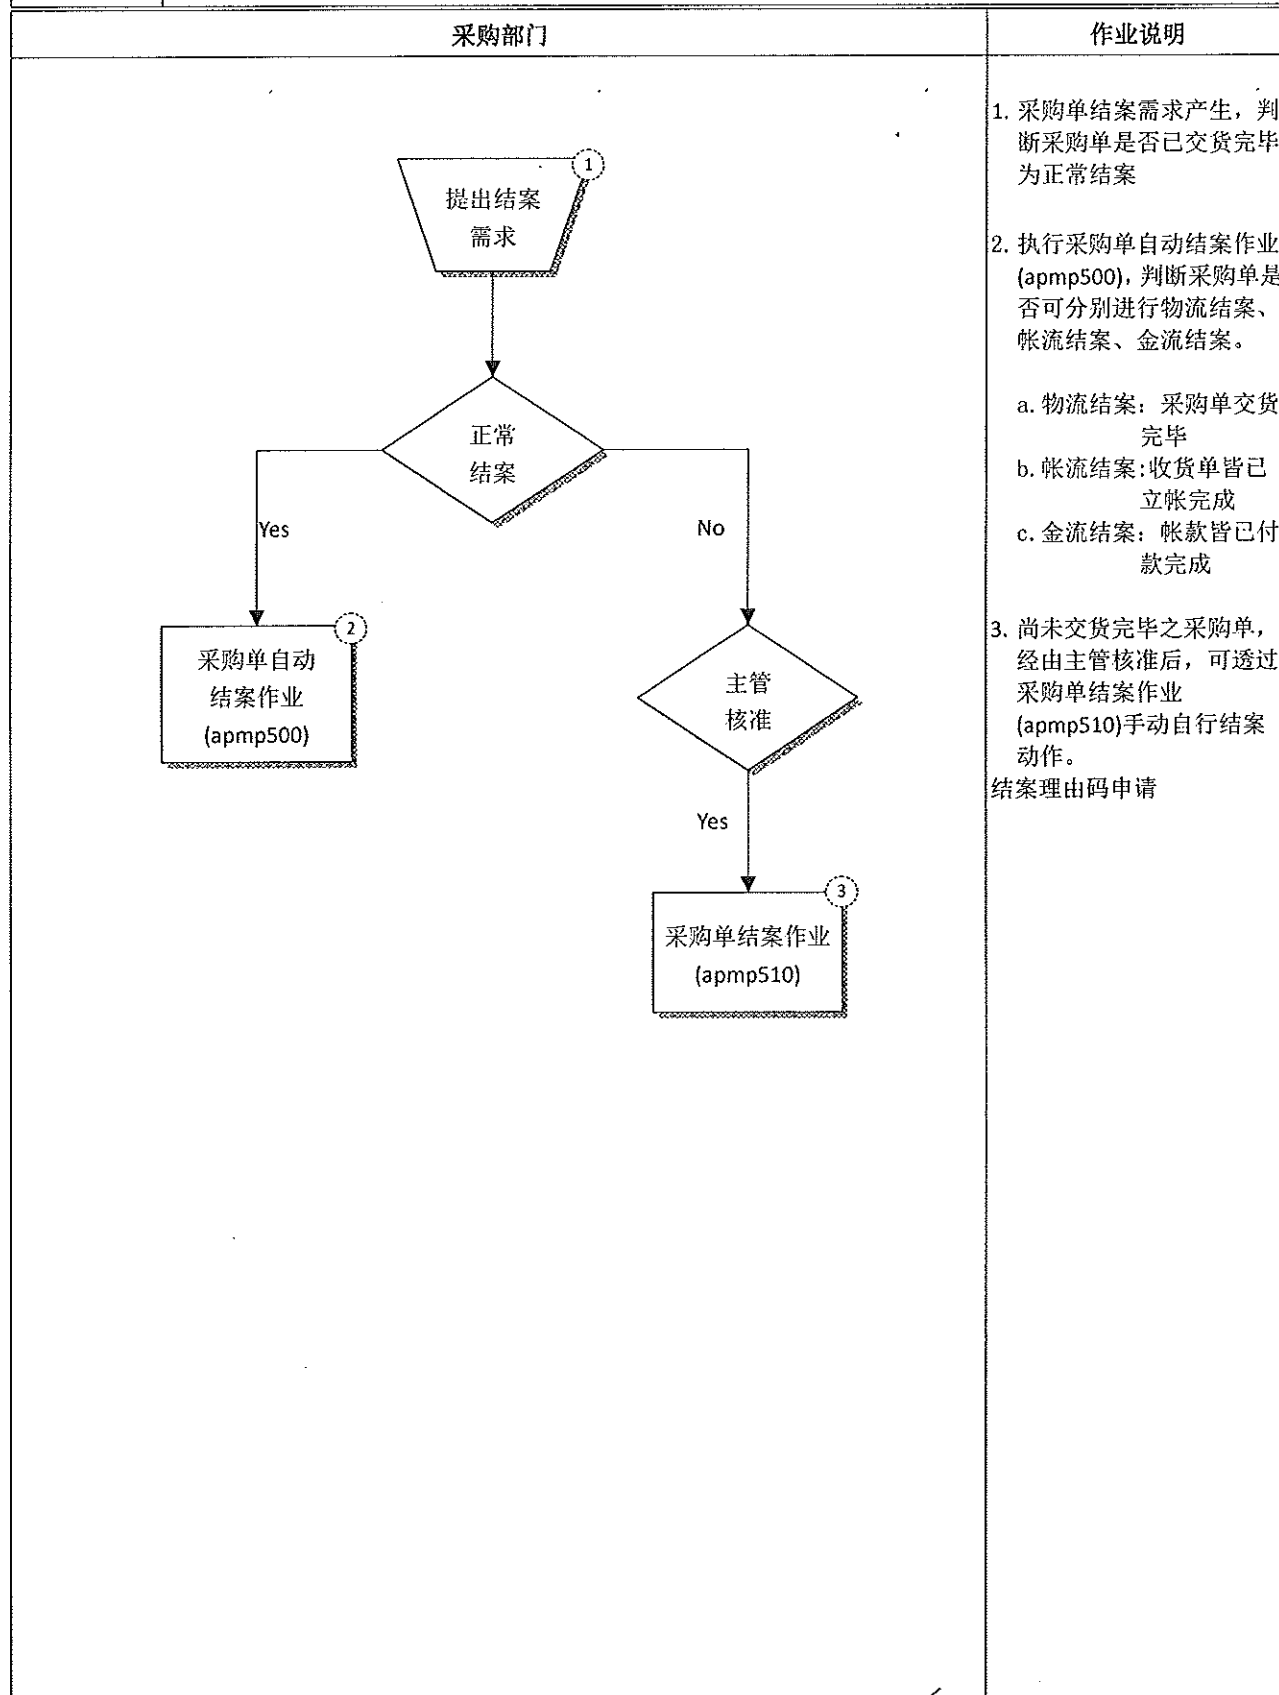 采购部门
作业说明
提出结案
需求
1
正常
结案
Yes
No
采购单自动
结案作业
(apmp500)
2
主管
核准
Yes
采购单结案作业
(apmp510)
3
1. 采购单结案需求产生，判
断采购单是否已交货完毕
为正常结案
2. 执行采购单自动结案作业
(apmp500)，判断采购单是
否可分别进行物流结案、
帐流结案、金流结案。
a. 物流结案：采购单交货
完毕
b. 帐流结案:收货单皆已
立帐完成
c. 金流结案：帐款皆已付
款完成
3. 尚未交货完毕之采购单，
经由主管核准后，可透过
采购单结案作业
(apmp510)手动自行结案
动作。
结案理由码申请